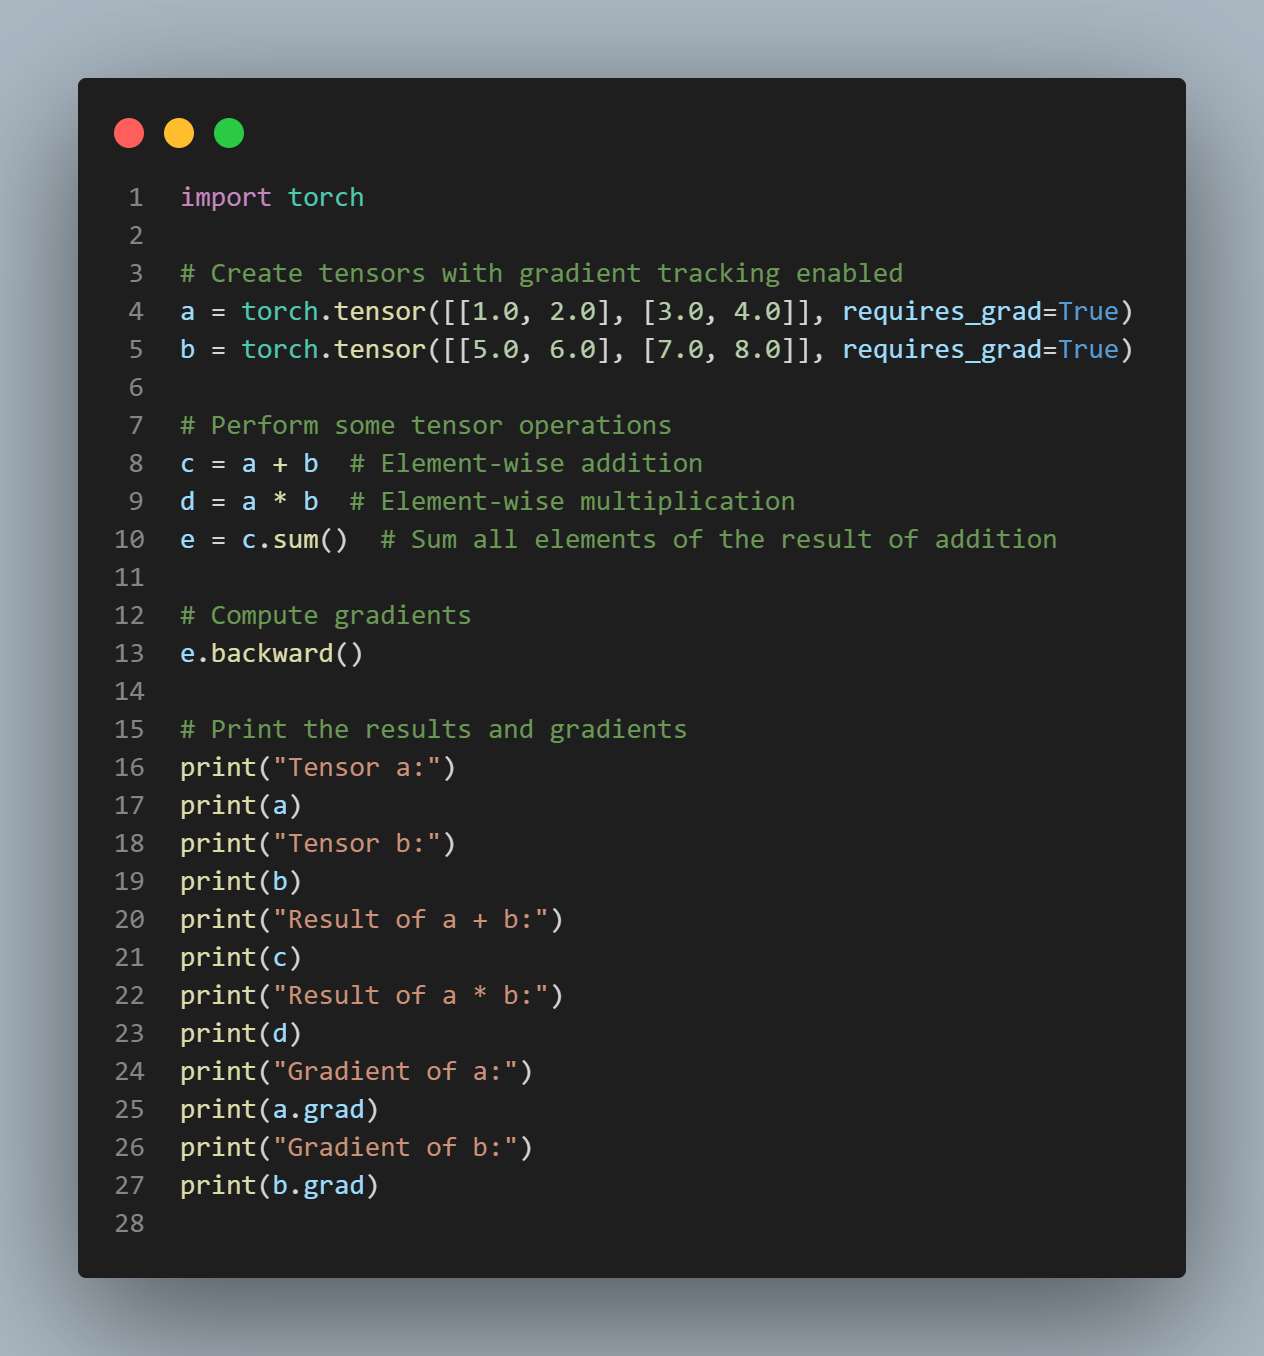 1 import torch
2
3 # Create tensors with gradient tracking enabled
4 a = torch.tensor([[1.0, 2.0], [3.0, 4.0]], requires_grad=True)
5 b = torch.tensor([[5.0, 6.0], [7.0, 8.0]], requires_grad=True)
6
7 # Perform some tensor operations
8 c = a + b  # Element-wise addition
9 d = a * b  # Element-wise multiplication
10 e = c.sum()  # Sum all elements of the result of addition
11
12 # Compute gradients
13 e.backward()
14
15 # Print the results and gradients
16 print("Tensor a:")
17 print(a)
18 print("Tensor b:")
19 print(b)
20 print("Result of a + b:")
21 print(c)
22 print("Result of a * b:")
23 print(d)
24 print("Gradient of a:")
25 print(a.grad)
26 print("Gradient of b:")
27 print(b.grad)
28